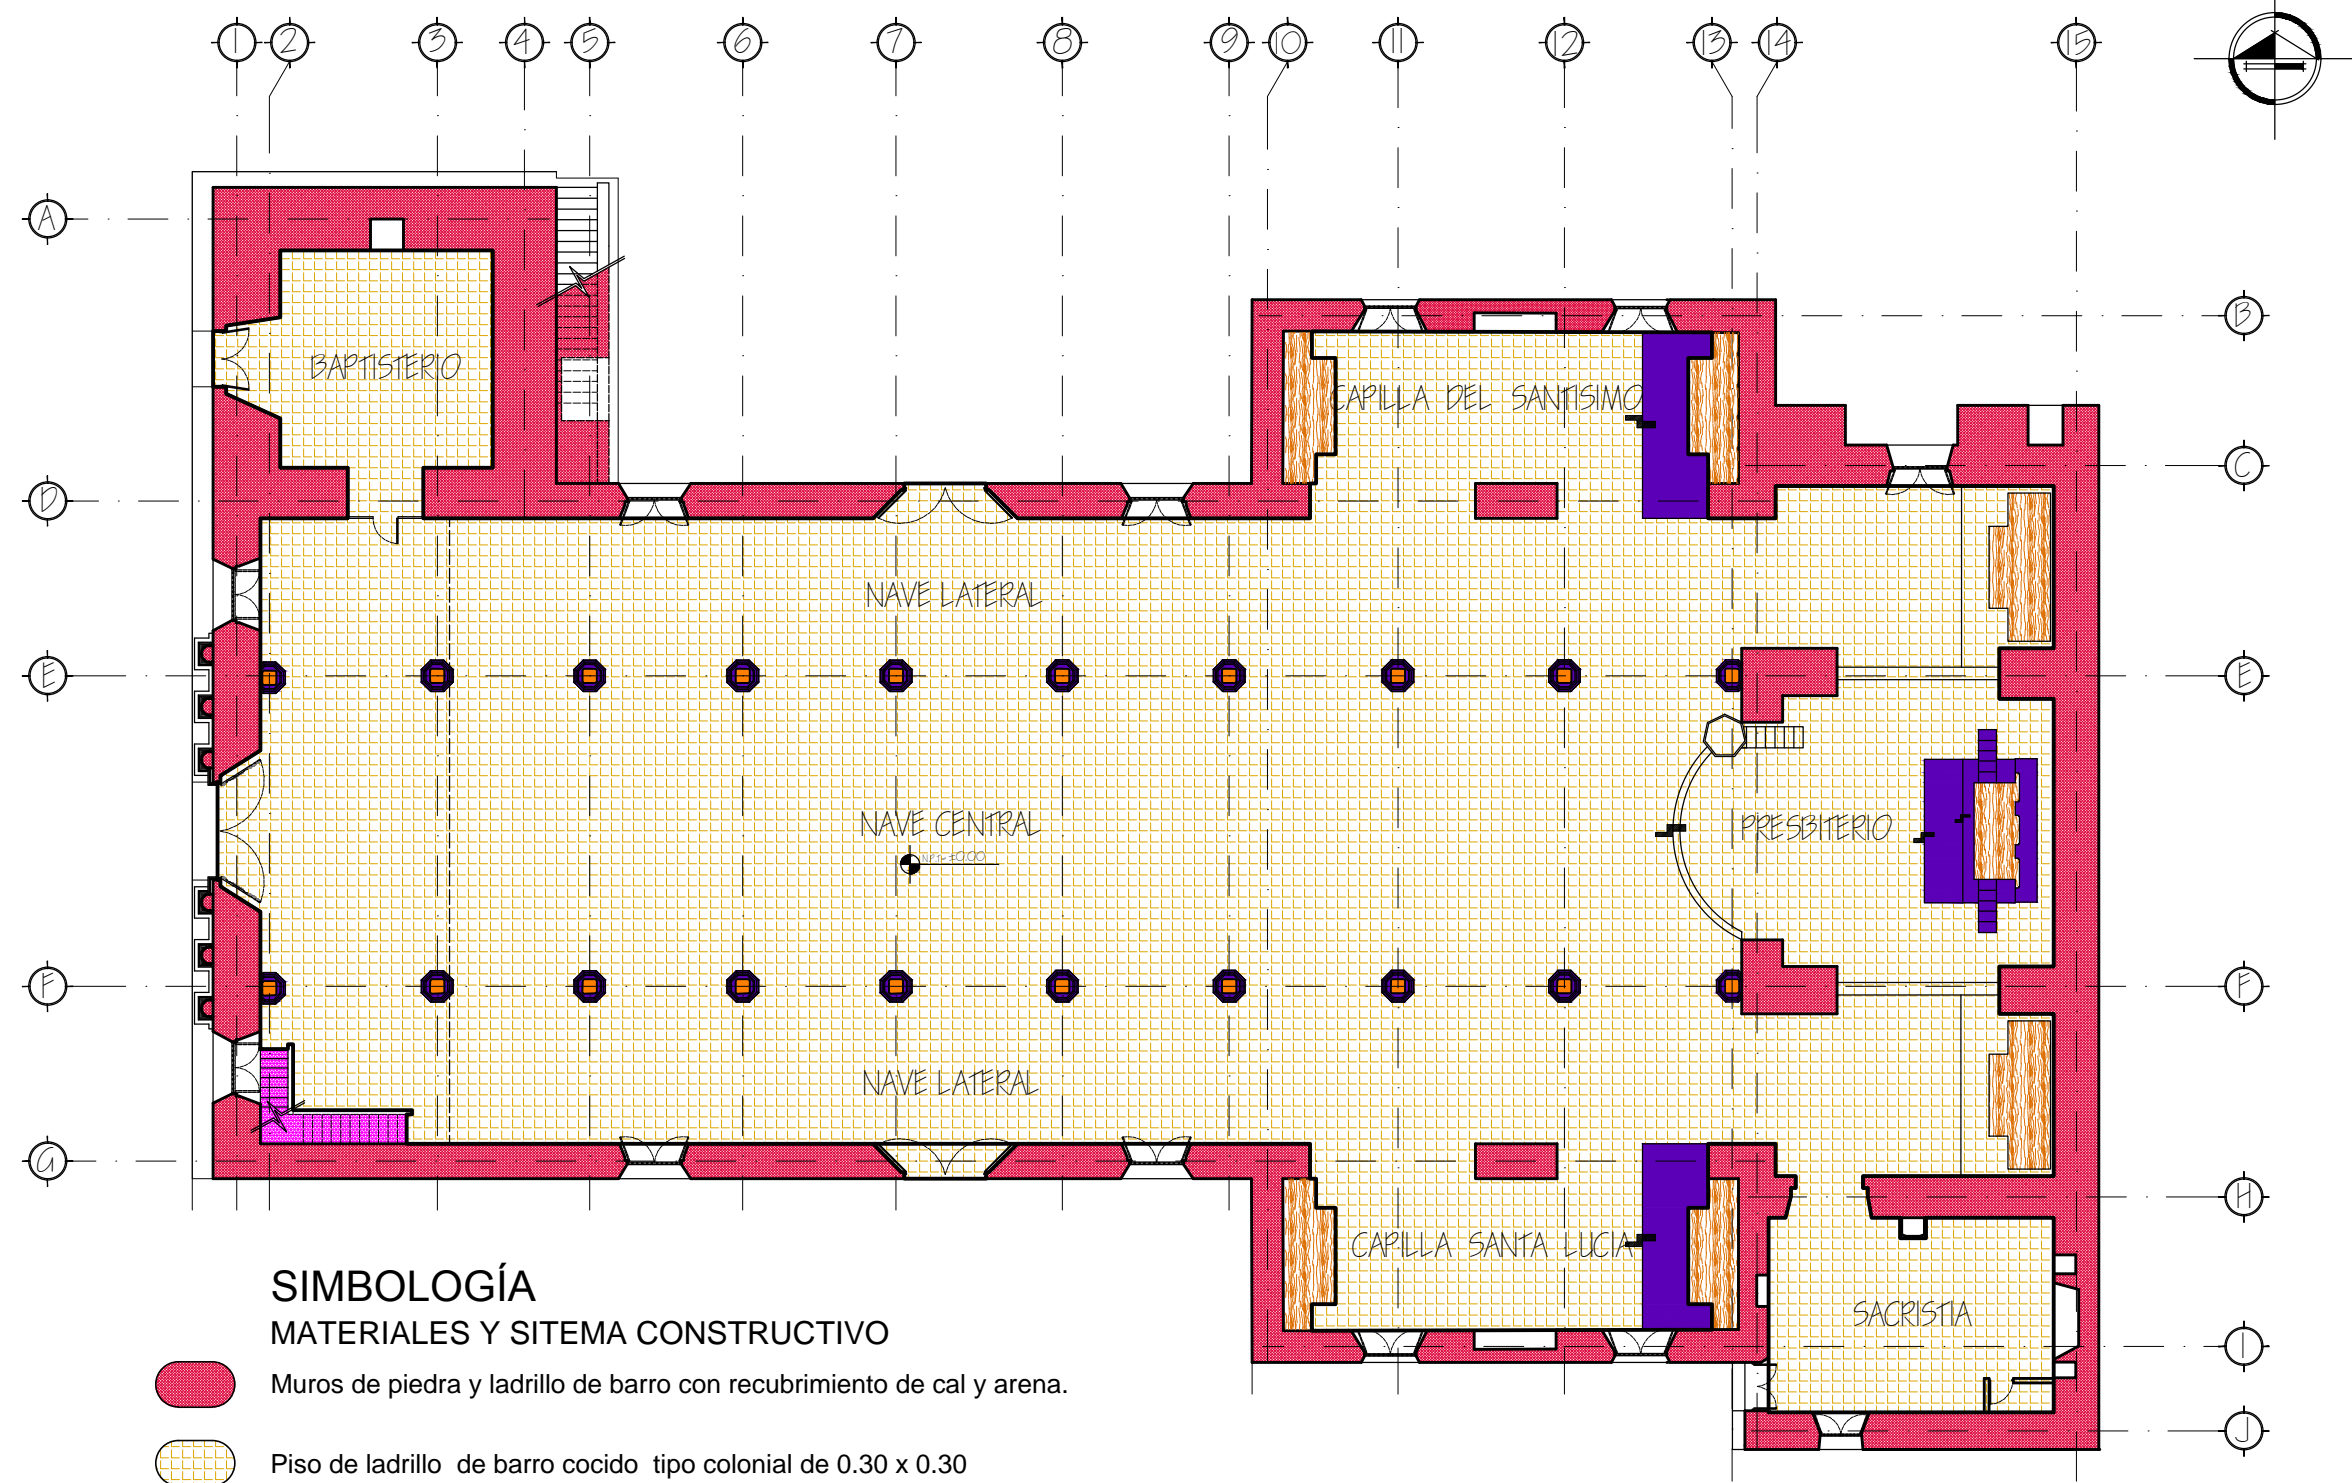 1 2 3 4 5 6 7 8 9 10 11 12 13 14 15
A
B
BAPTISTERIO
CAPILLA DEL SANTISIMO
C
D
NAVE LATERAL
E E
NAVE CENTRAL
PRESBITERIO
N.P.T. ±0.00
F F
NAVE LATERAL
G
H
CAPILLA SANTA LUCIA
SACRISTIA
I
J
SIMBOLOGÍA
MATERIALES Y SITEMA CONSTRUCTIVO
Muros de piedra y ladrillo de barro con recubrimiento de cal y arena.
Piso de ladrillo de barro cocido tipo colonial de 0.30 x 0.30